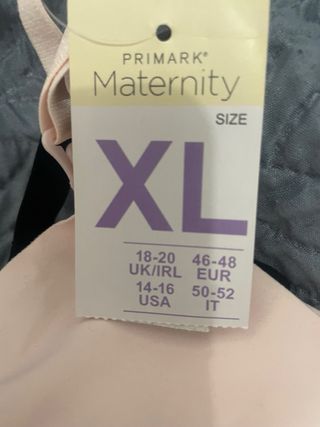 PRIMARK®
Maternity
SIZE
XL
18-20 46-48
UK/IRL EUR
14-16 50-52
USA IT